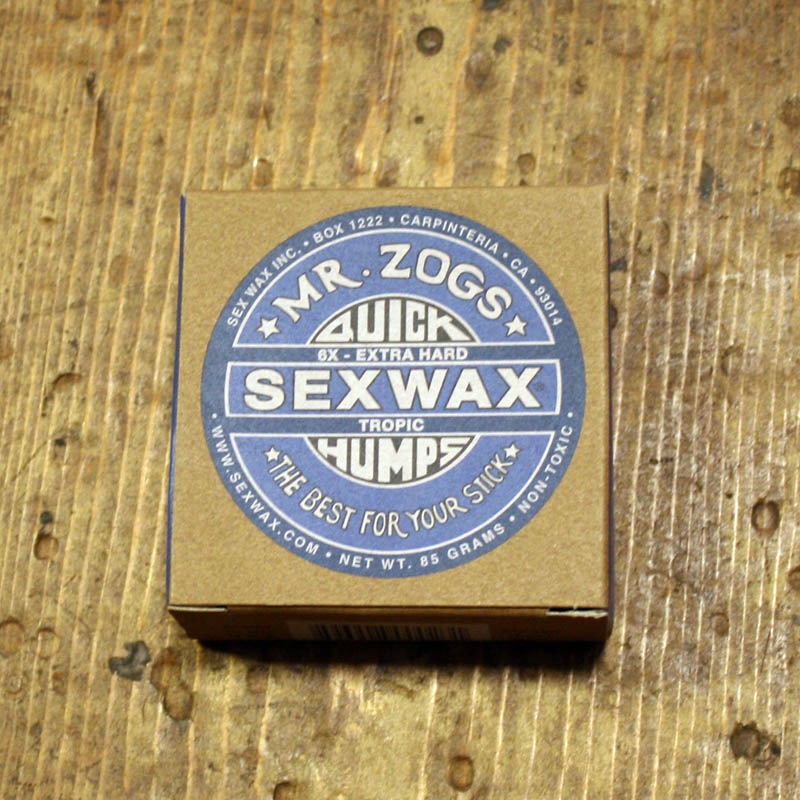 SEX WAX INC. • BOX 1222 • CARPINTERIA • CA • 93014
★ MR. ZOGS ★
QUICK
6X - EXTRA HARD
SEXWAX®
TROPIC
HUMPS
★ THE BEST FOR YOUR STICK ★
• WWW.SEXWAX.COM • NET WT. 85 GRAMS • NON-TOXIC •